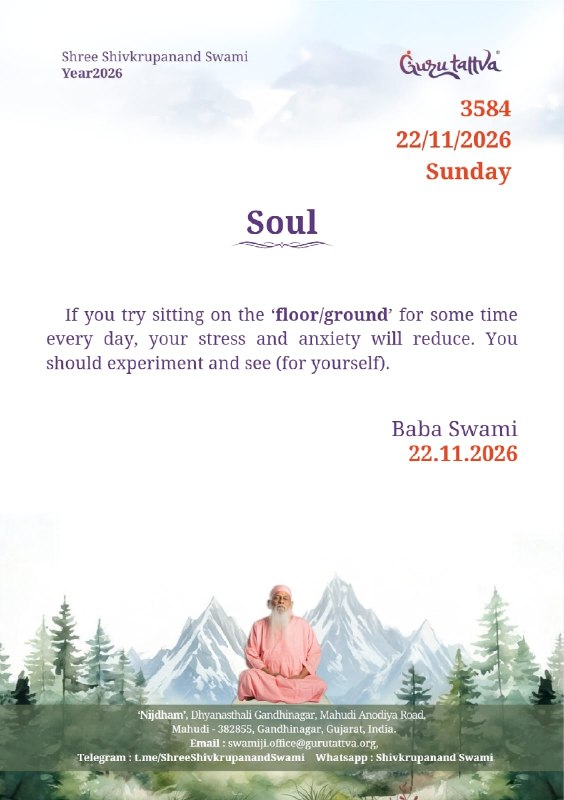 Shree Shivkrupanand Swami
Year2026
Gurutattva
3584
22/11/2026
Sunday
Soul
If you try sitting on the ‘floor/ground’ for some time
every day, your stress and anxiety will reduce. You
should experiment and see (for yourself).
Baba Swami
22.11.2026
‘Nijdham’, Dhyanasthali Gandhinagar, Mahudi Anodiya Road,
Mahudi - 382855, Gandhinagar, Gujarat, India.
Email : swamiji.office@gurutattva.org,
Telegram : t.me/ShreeShivkrupanandSwami Whatsapp : Shivkrupanand Swami